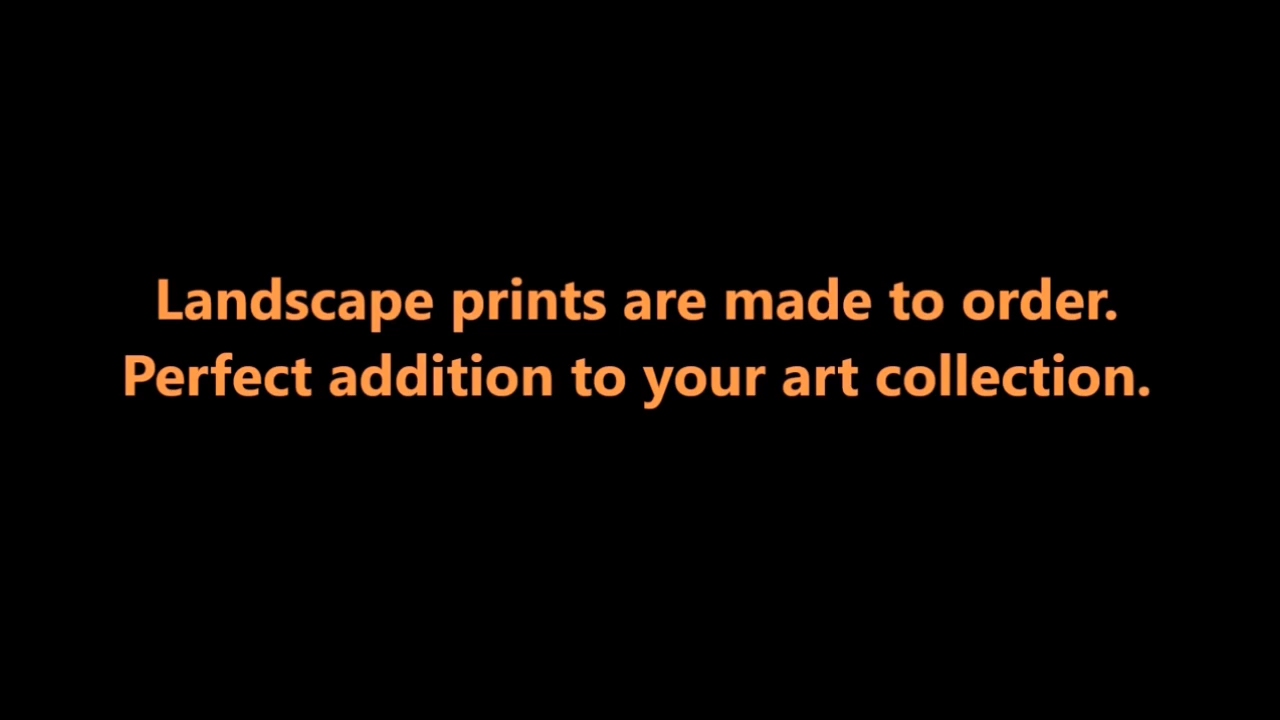 Landscape prints are made to order.
Perfect addition to your art collection.